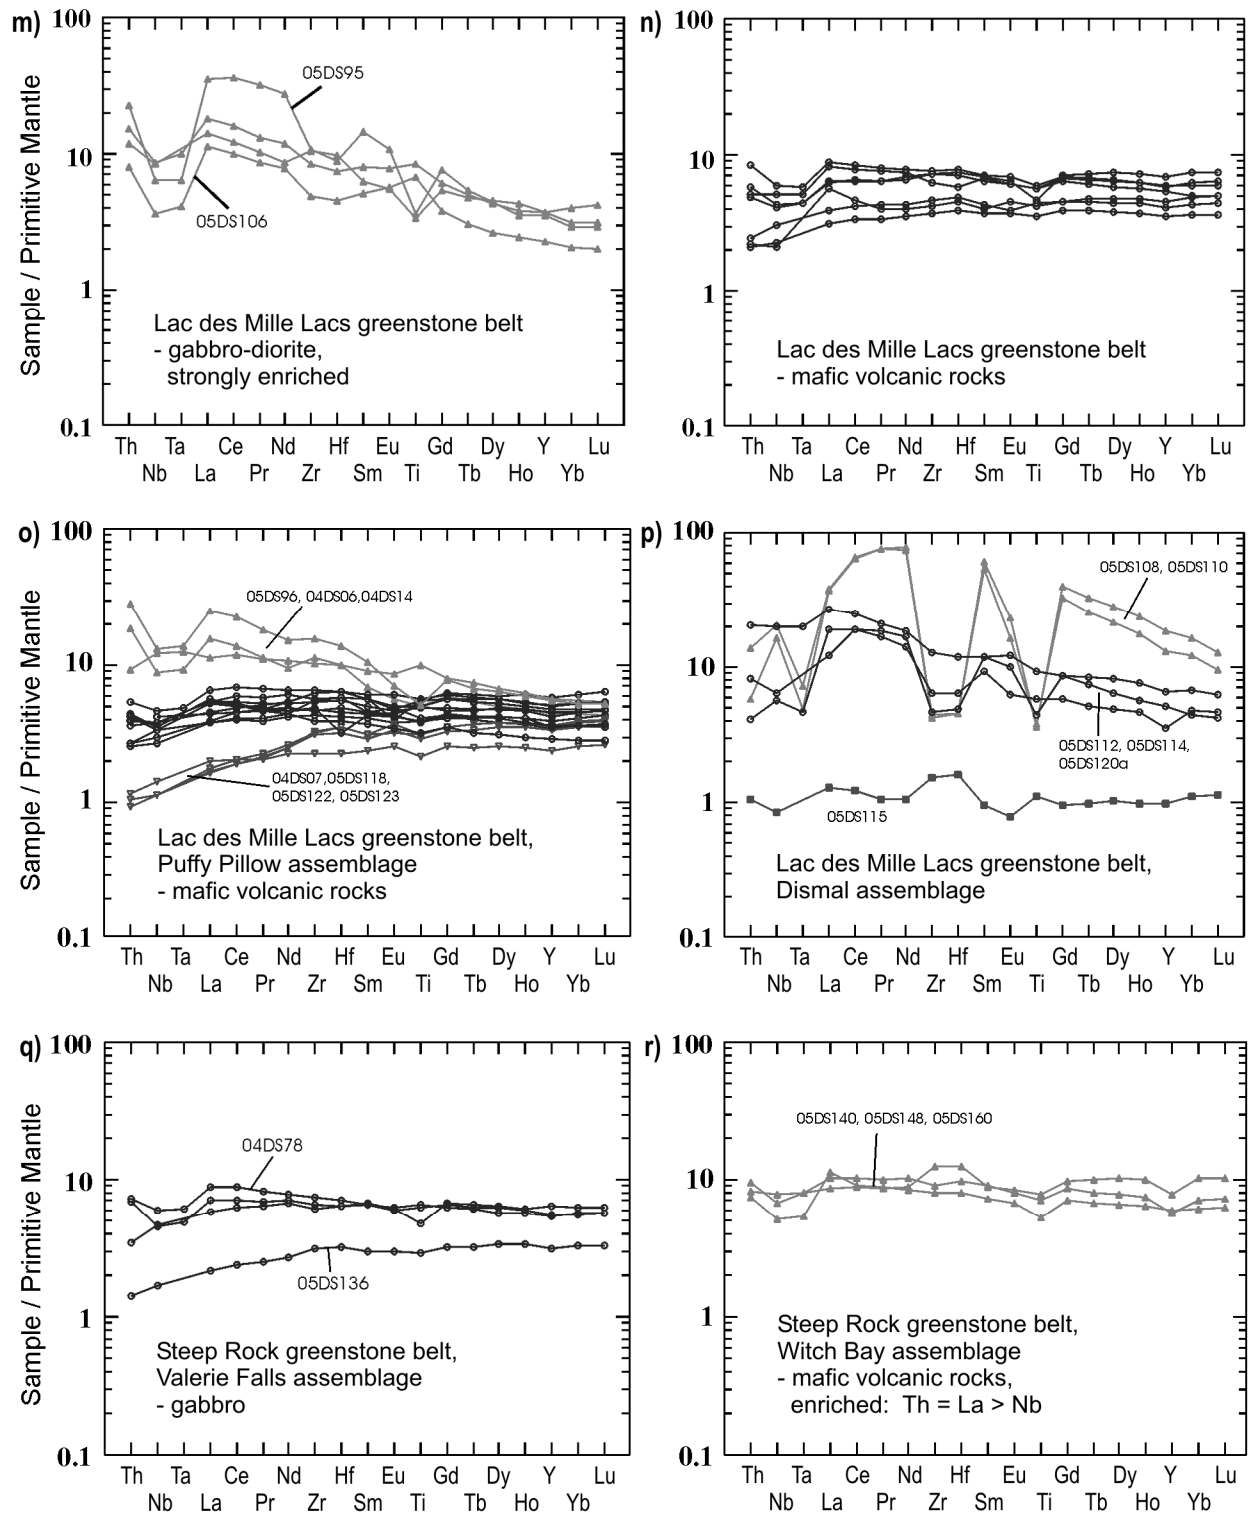 m)
100
10
1
0.1
Sample / Primitive Mantle
05DS95
05DS106
Lac des Mille Lacs greenstone belt
- gabbro-diorite,
strongly enriched
Th Ta Ce Nd Hf Eu Gd Dy Y Lu
Nb La Pr Zr Sm Ti Tb Ho Yb
n)
100
10
1
0.1
Lac des Mille Lacs greenstone belt
- mafic volcanic rocks
Th Ta Ce Nd Hf Eu Gd Dy Y Lu
Nb La Pr Zr Sm Ti Tb Ho Yb
o)
100
10
1
0.1
Sample / Primitive Mantle
05DS96, 04DS06,04DS14
04DS07,05DS118,
05DS122, 05DS123
Lac des Mille Lacs greenstone belt,
Puffy Pillow assemblage
- mafic volcanic rocks
Th Ta Ce Nd Hf Eu Gd Dy Y Lu
Nb La Pr Zr Sm Ti Tb Ho Yb
p)
100
10
1
0.1
05DS108, 05DS110
05DS112, 05DS114,
05DS120a
05DS115
Lac des Mille Lacs greenstone belt,
Dismal assemblage
Th Ta Ce Nd Hf Eu Gd Dy Y Lu
Nb La Pr Zr Sm Ti Tb Ho Yb
q)
100
10
1
0.1
Sample / Primitive Mantle
04DS78
05DS136
Steep Rock greenstone belt,
Valerie Falls assemblage
- gabbro
Th Ta Ce Nd Hf Eu Gd Dy Y Lu
Nb La Pr Zr Sm Ti Tb Ho Yb
r)
100
10
1
0.1
05DS140, 05DS148, 05DS160
Steep Rock greenstone belt,
Witch Bay assemblage
- mafic volcanic rocks,
enriched: Th = La > Nb
Th Ta Ce Nd Hf Eu Gd Dy Y Lu
Nb La Pr Zr Sm Ti Tb Ho Yb